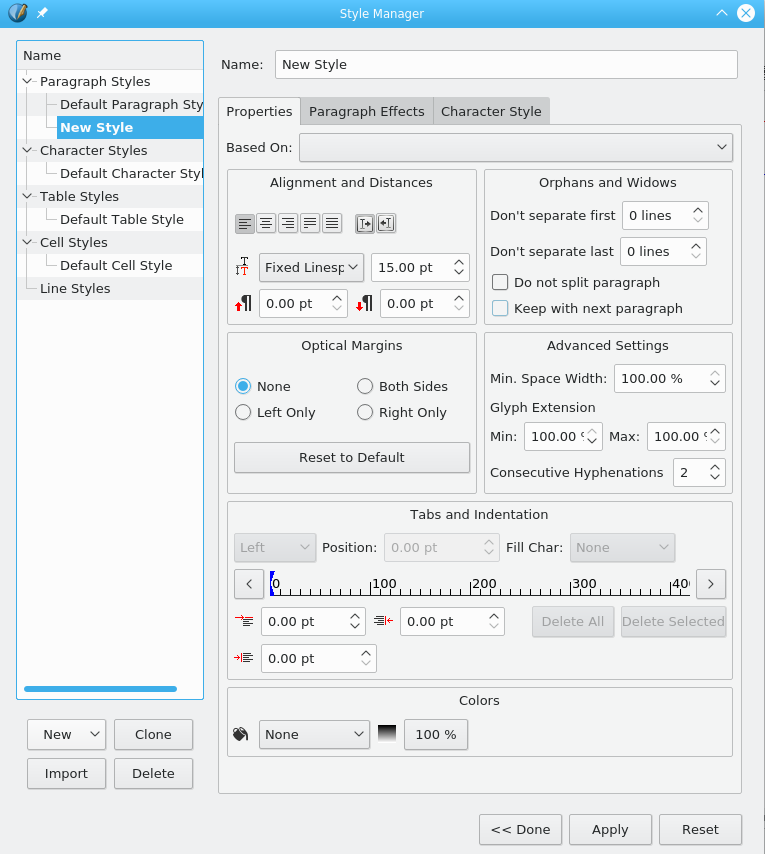 Style Manager
Name
Paragraph Styles
Default Paragraph Sty
New Style
Character Styles
Default Character Styl
Table Styles
Default Table Style
Cell Styles
Default Cell Style
Line Styles
New
Clone
Import
Delete
Name: New Style
Properties Paragraph Effects Character Style
Based On:
Alignment and Distances
Fixed Linesp 15.00 pt
0.00 pt 0.00 pt
Orphans and Widows
Don't separate first 0 lines
Don't separate last 0 lines
Do not split paragraph
Keep with next paragraph
Optical Margins
None Both Sides
Left Only Right Only
Reset to Default
Advanced Settings
Min. Space Width: 100.00 %
Glyph Extension
Min: 100.00 % Max: 100.00 %
Consecutive Hyphenations 2
Tabs and Indentation
Left Position: 0.00 pt Fill Char: None
< 0 100 200 300 400 >
0.00 pt 0.00 pt Delete All Delete Selected
0.00 pt
Colors
None 100 %
<< Done Apply Reset